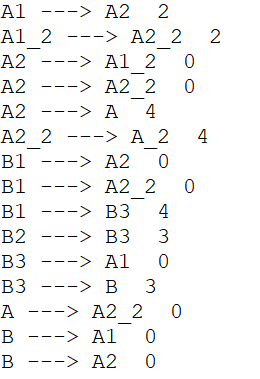 A1 ---> A2  2
A1_2 ---> A2_2  2
A2 ---> A1_2  0
A2 ---> A2_2  0
A2 ---> A  4
A2_2 ---> A_2  4
B1 ---> A2  0
B1 ---> A2_2  0
B1 ---> B3  4
B2 ---> B3  3
B3 ---> A1  0
B3 ---> B  3
A ---> A2_2  0
B ---> A1  0
B ---> A2  0